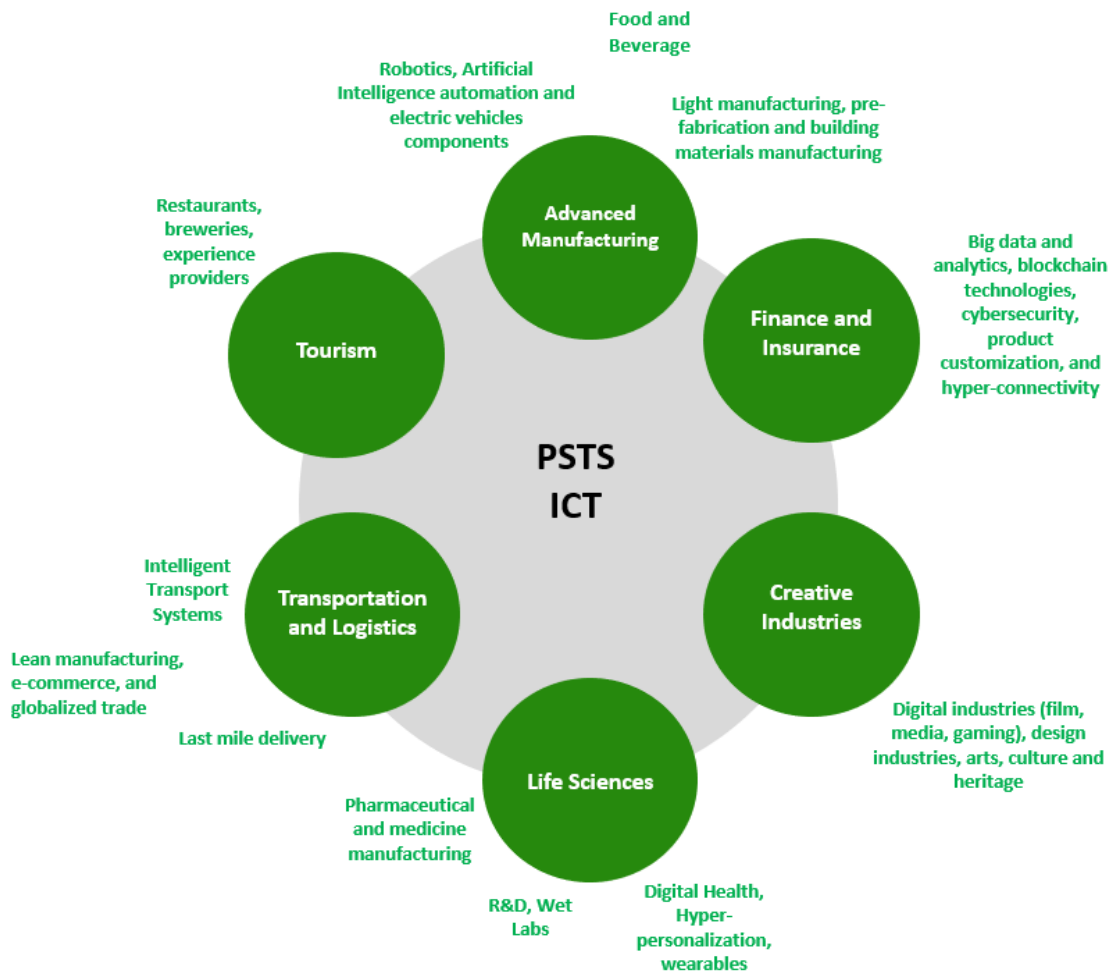 Food and
Beverage
Robotics, Artificial
Intelligence automation and
electric vehicles
components
Light manufacturing, pre-
fabrication and building
materials manufacturing
Advanced
Manufacturing
Restaurants,
breweries,
experience
providers
Tourism
Finance and
Insurance
Big data and
analytics, blockchain
technologies,
cybersecurity,
product
customization, and
hyper-connectivity
PSTS
ICT
Intelligent
Transport
Systems
Transportation
and Logistics
Lean manufacturing,
e-commerce, and
globalized trade
Last mile delivery
Creative
Industries
Digital industries (film,
media, gaming), design
industries, arts, culture and
heritage
Life Sciences
Pharmaceutical
and medicine
manufacturing
R&D, Wet
Labs
Digital Health,
Hyper-
personalization,
wearables